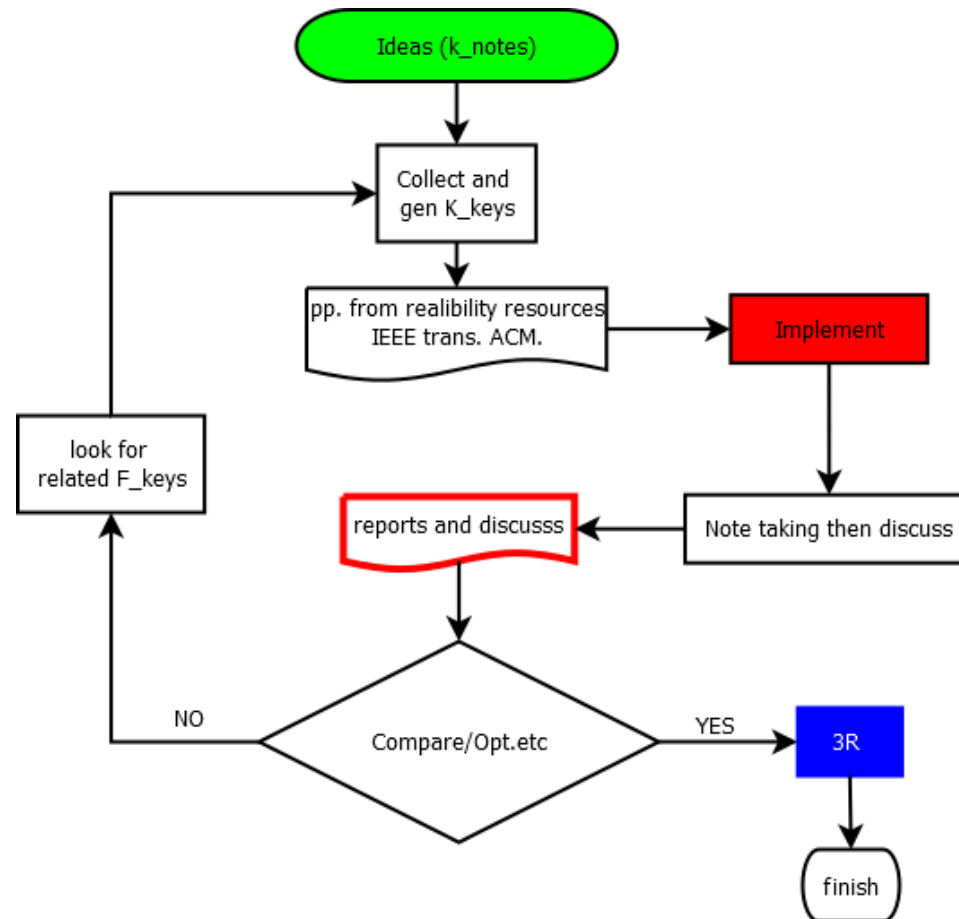 Ideas (k_notes)
Collect and
gen K_keys
pp. from realibility resources
IEEE trans. ACM.
Implement
look for
related F_keys
reports and discusss
Note taking then discuss
NO
Compare/Opt.etc
YES
3R
finish